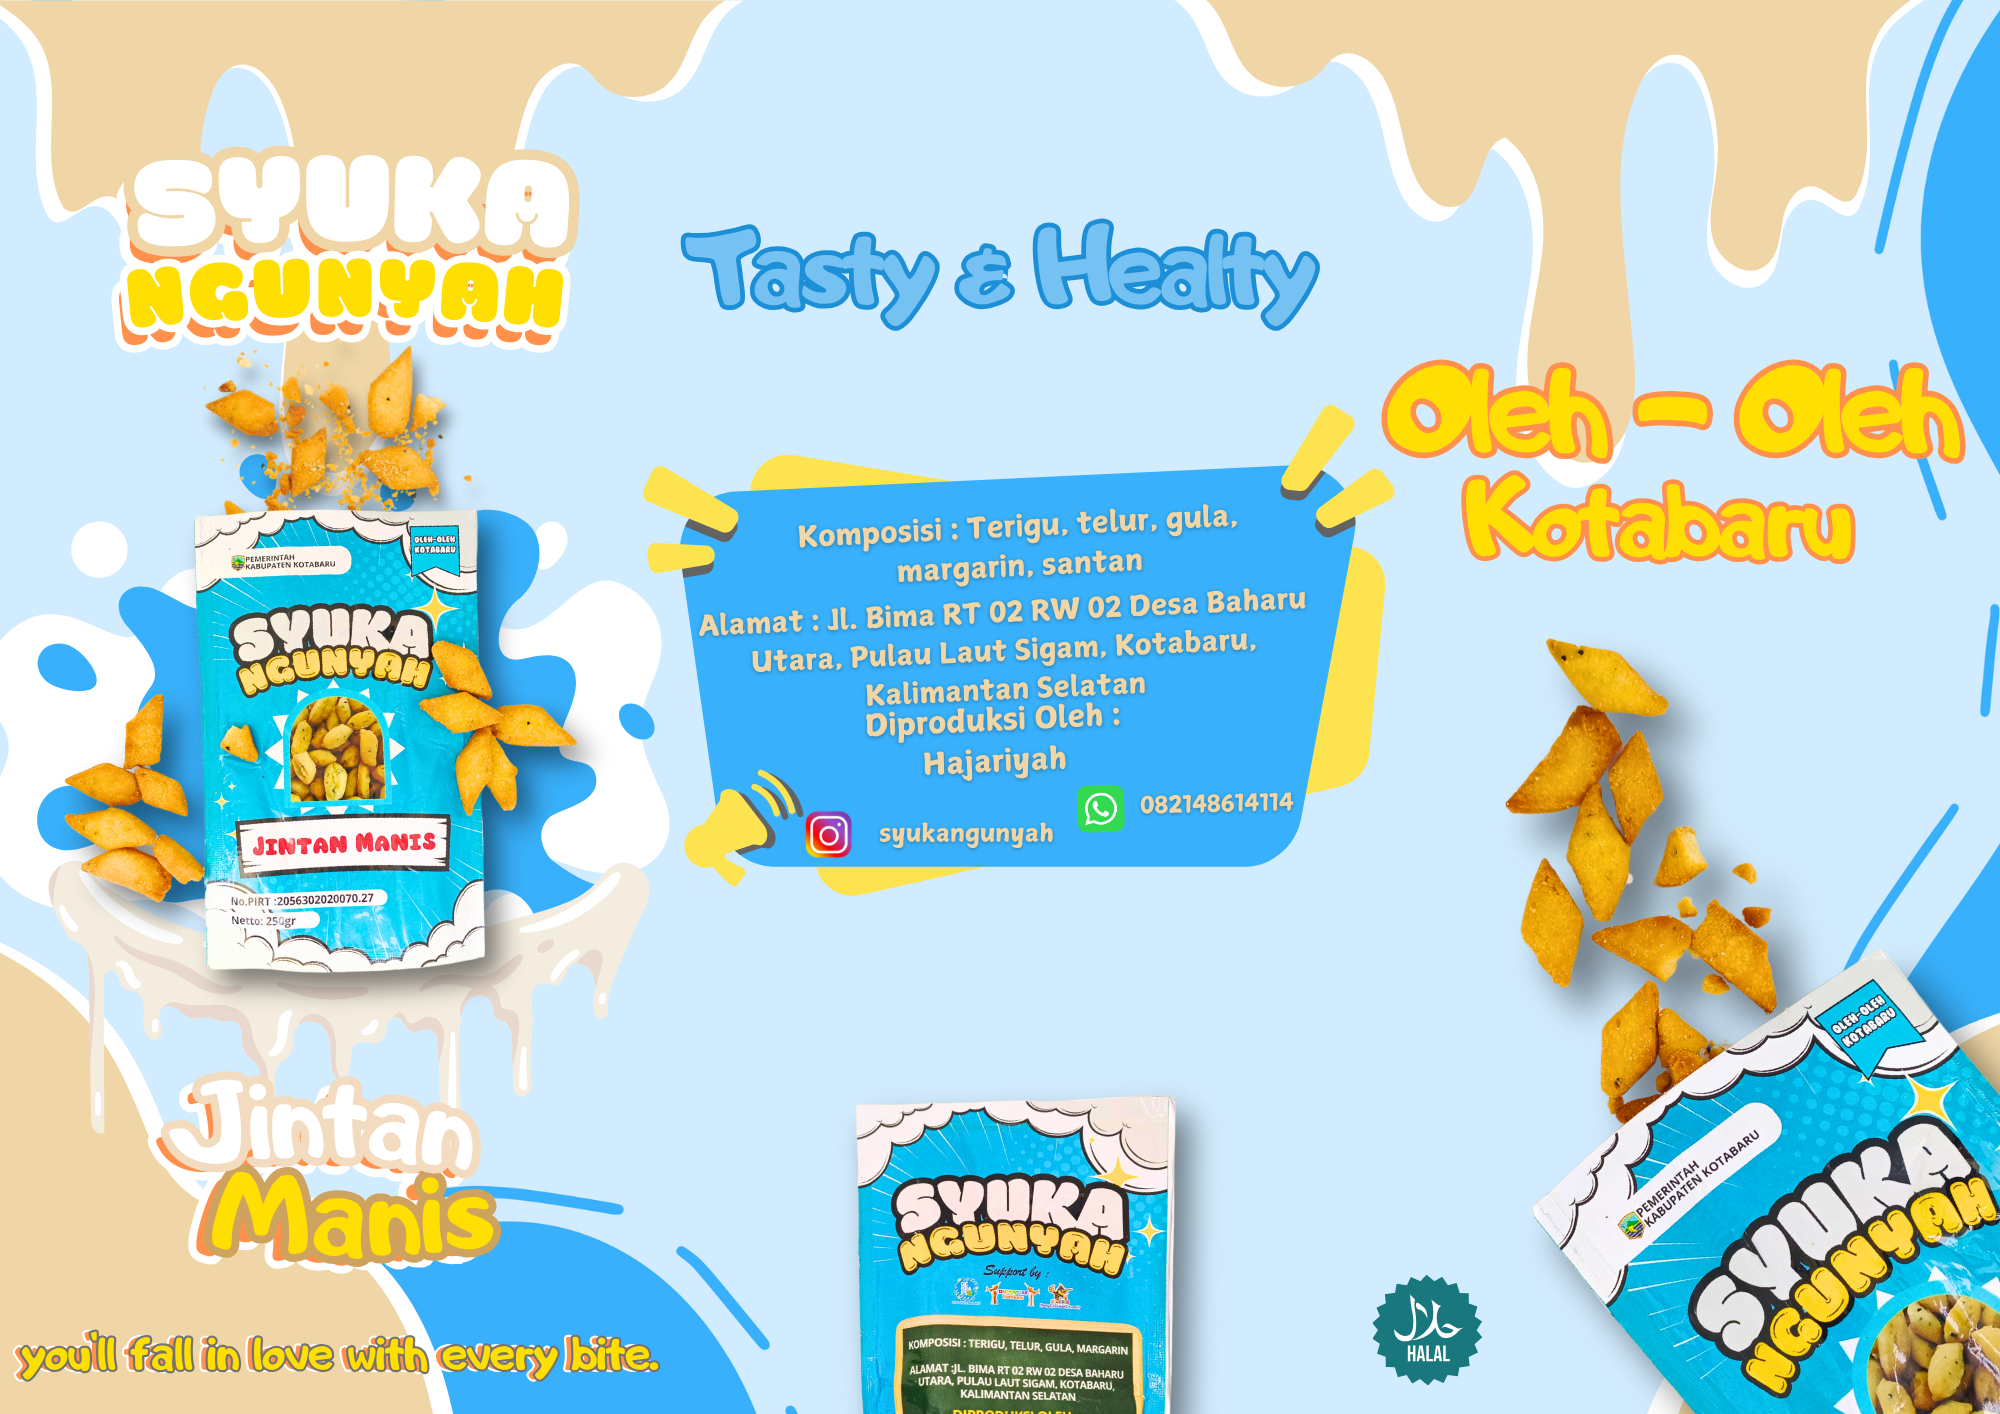 SYUKA
NGUNYAH
OLEH-OLEH
KOTABARU
PEMERINTAH
KABUPATEN KOTABARU
SYUKA
NGUNYAH
JINTAN MANIS
No.PIRT :2056302020070.27
Netto: 250gr
Jintan
Manis
you'll fall in love with every bite.
Tasty & Healty
Komposisi : Terigu, telur, gula,
margarin, santan
Alamat : Jl. Bima RT 02 RW 02 Desa Baharu
Utara, Pulau Laut Sigam, Kotabaru,
Kalimantan Selatan
Diproduksi Oleh :
Hajariyah
syukangunyah
082148614114
SYUKA
NGUNYAH
Support by :
KOMPOSISI : TERIGU, TELUR, GULA, MARGARIN
ALAMAT :JL. BIMA RT 02 RW 02 DESA BAHARU
UTARA, PULAU LAUT SIGAM, KOTABARU,
KALIMANTAN SELATAN
DIPRODUKSI OLEH
Oleh - Oleh
Kotabaru
OLEH-OLEH
KOTABARU
PEMERINTAH
KABUPATEN KOTABARU
SYUKA
NGUNYAH
حلال
HALAL